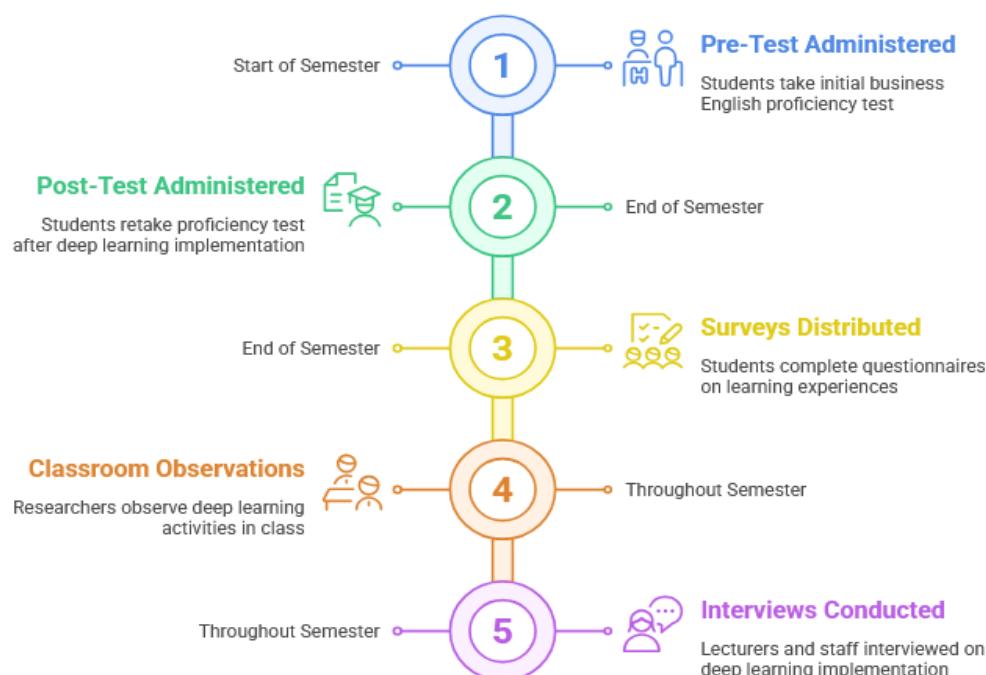 Start of Semester
1
Pre-Test Administered
Students take initial business
English proficiency test
Post-Test Administered
Students retake proficiency test
after deep learning implementation
2
End of Semester
End of Semester
3
Surveys Distributed
Students complete questionnaires
on learning experiences
Classroom Observations
Researchers observe deep learning
activities in class
4
Throughout Semester
Throughout Semester
5
Interviews Conducted
Lecturers and staff interviewed on
deep learning implementation